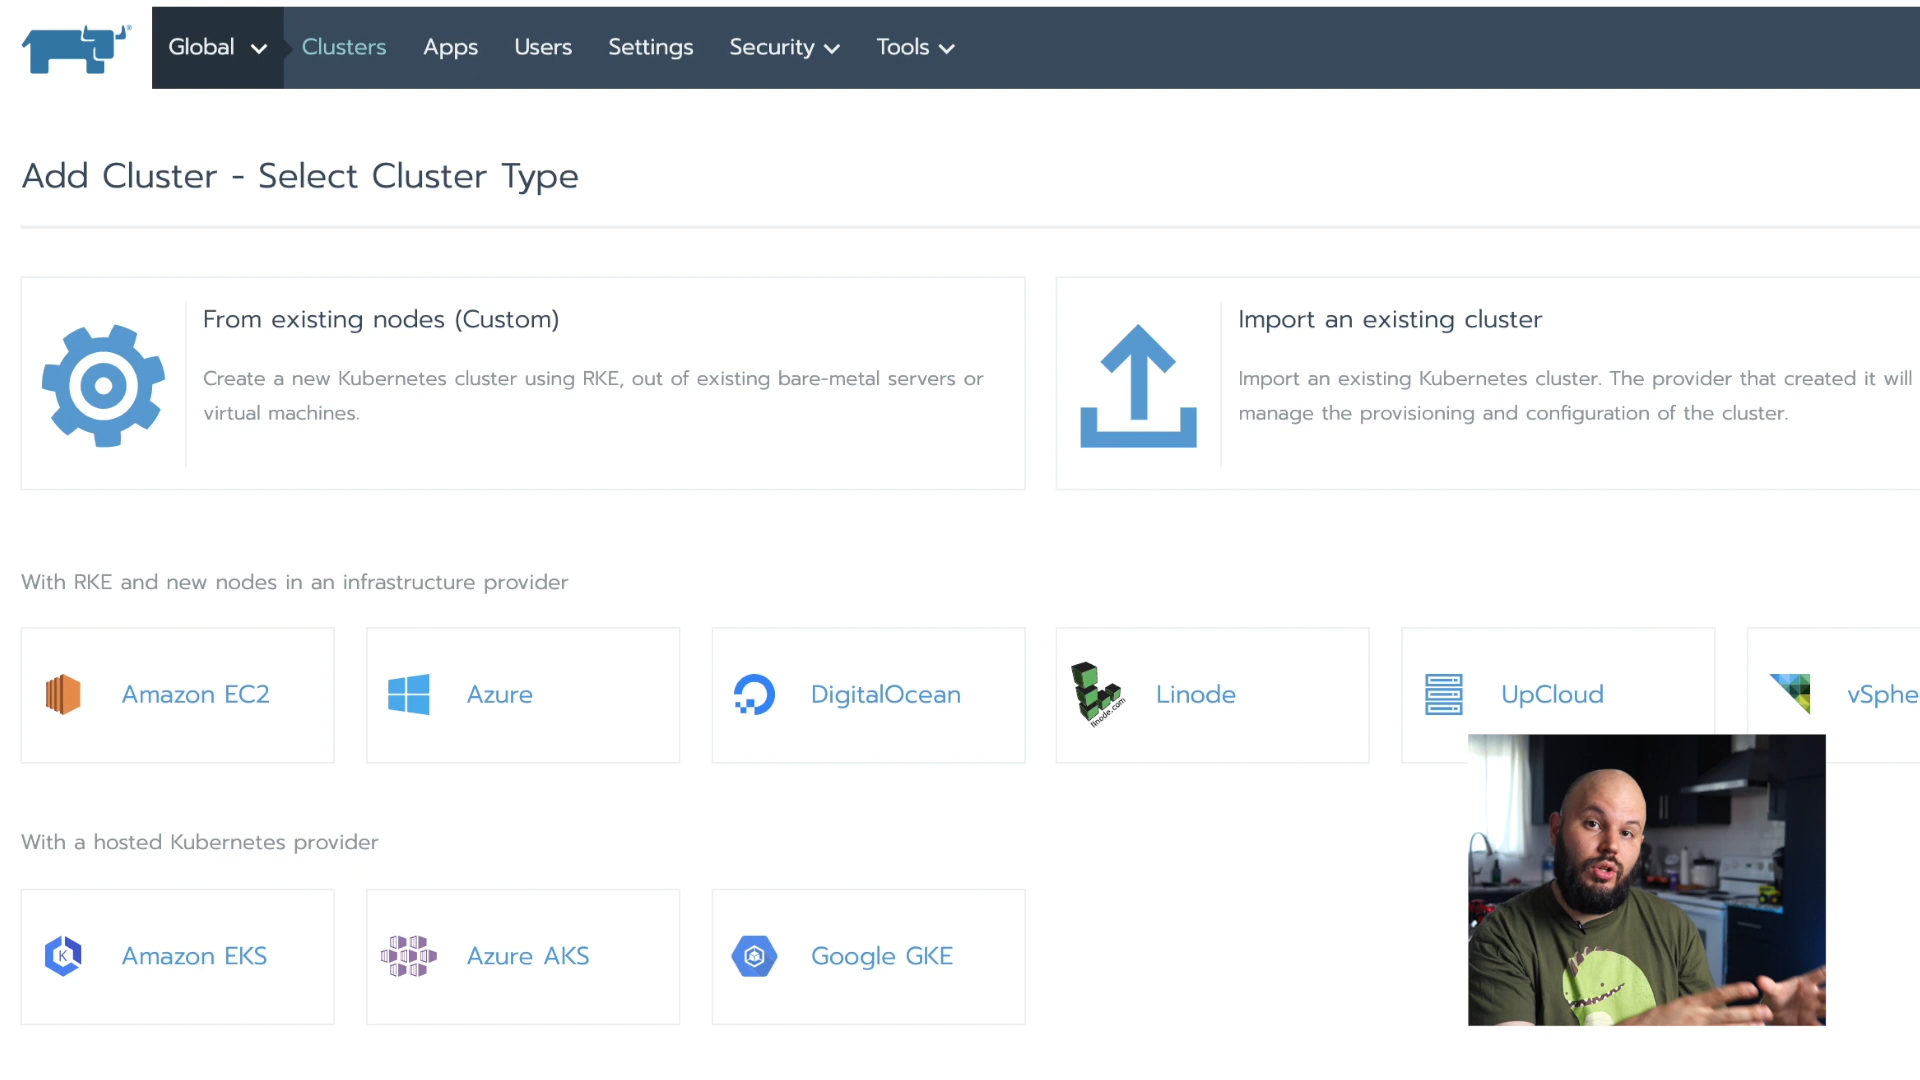 Global Clusters Apps Users Settings Security Tools
Add Cluster - Select Cluster Type
From existing nodes (Custom)
Create a new Kubernetes cluster using RKE, out of existing bare-metal servers or
virtual machines.
Import an existing cluster
Import an existing Kubernetes cluster. The provider that created it will
manage the provisioning and configuration of the cluster.
With RKE and new nodes in an infrastructure provider
Amazon EC2
Azure
DigitalOcean
linode.com
Linode
UpCloud
vSphe
With a hosted Kubernetes provider
K
Amazon EKS
Azure AKS
Google GKE